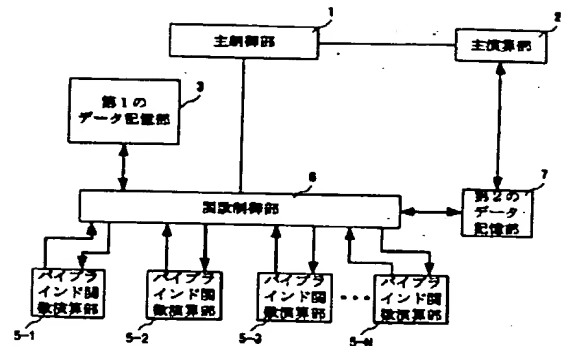 1
主制御部
2
主演算部
3
第1の
データ記憶部
6
関数制御部
7
第2の
データ
記憶部
パイプラ
インド関
数演算部
5-1
パイプラ
インド関
数演算部
5-2
パイプラ
インド関
数演算部
5-3
...
パイプラ
インド関
数演算部
5-N